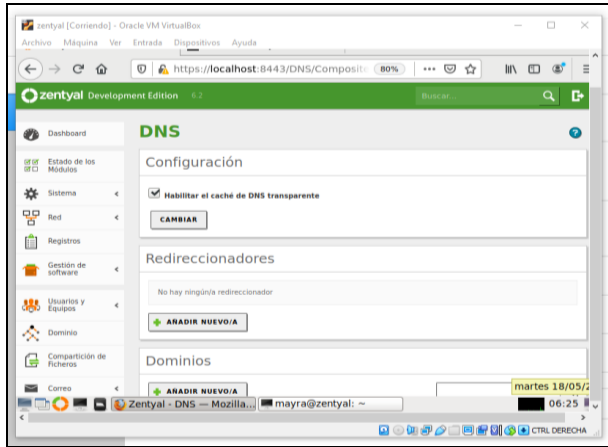 zentyal [Corriendo] - Oracle VM VirtualBox
Archivo Máquina Ver Entrada Dispositivos Ayuda
https://localhost:8443/DNS/Composit 80%
zentyal Development Edition 6.2 Buscar...
Dashboard
Estado de los Módulos
Sistema
Red
Registros
Gestión de software
Usuarios y Equipos
Dominio
Compartición de Ficheros
Correo
DNS
Configuración
Habilitar el caché de DNS transparente
CAMBIAR
Redireccionadores
No hay ningún/a redireccionador
AÑADIR NUEVO/A
Dominios
AÑADIR NUEVO/A
martes 18/05/2
Zentyal - DNS — Mozilla... mayra@zentyal: ~ 06:25
CTRL DERECHA